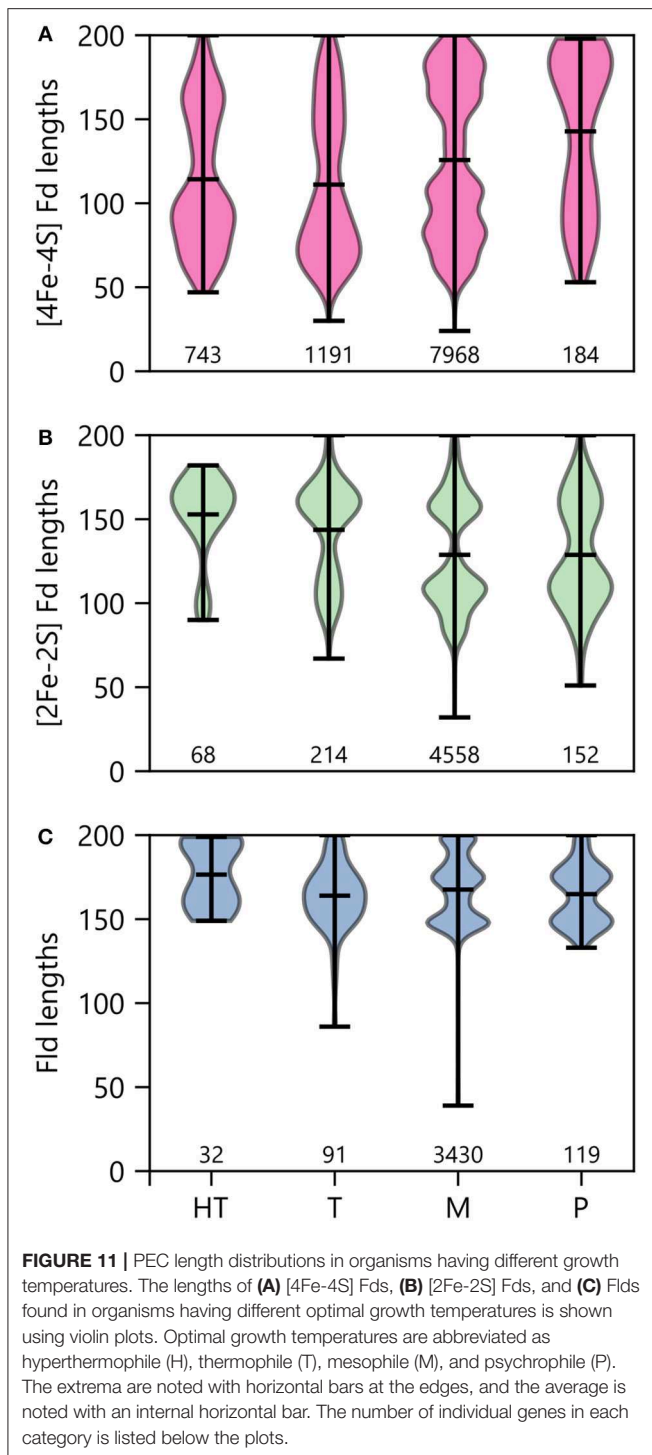 A
200
150
100
50
0
[4Fe-4S] Fd lengths
743 1191 7968 184
B
200
150
100
50
0
[2Fe-2S] Fd lengths
68 214 4558 152
C
200
150
100
50
0
Fld lengths
32 91 3430 119
HT T M P
FIGURE 11 | PEC length distributions in organisms having different growth
temperatures. The lengths of (A) [4Fe-4S] Fds, (B) [2Fe-2S] Fds, and (C) Flds
found in organisms having different optimal growth temperatures is shown
using violin plots. Optimal growth temperatures are abbreviated as
hyperthermophile (H), thermophile (T), mesophile (M), and psychrophile (P).
The extrema are noted with horizontal bars at the edges, and the average is
noted with an internal horizontal bar. The number of individual genes in each
category is listed below the plots.